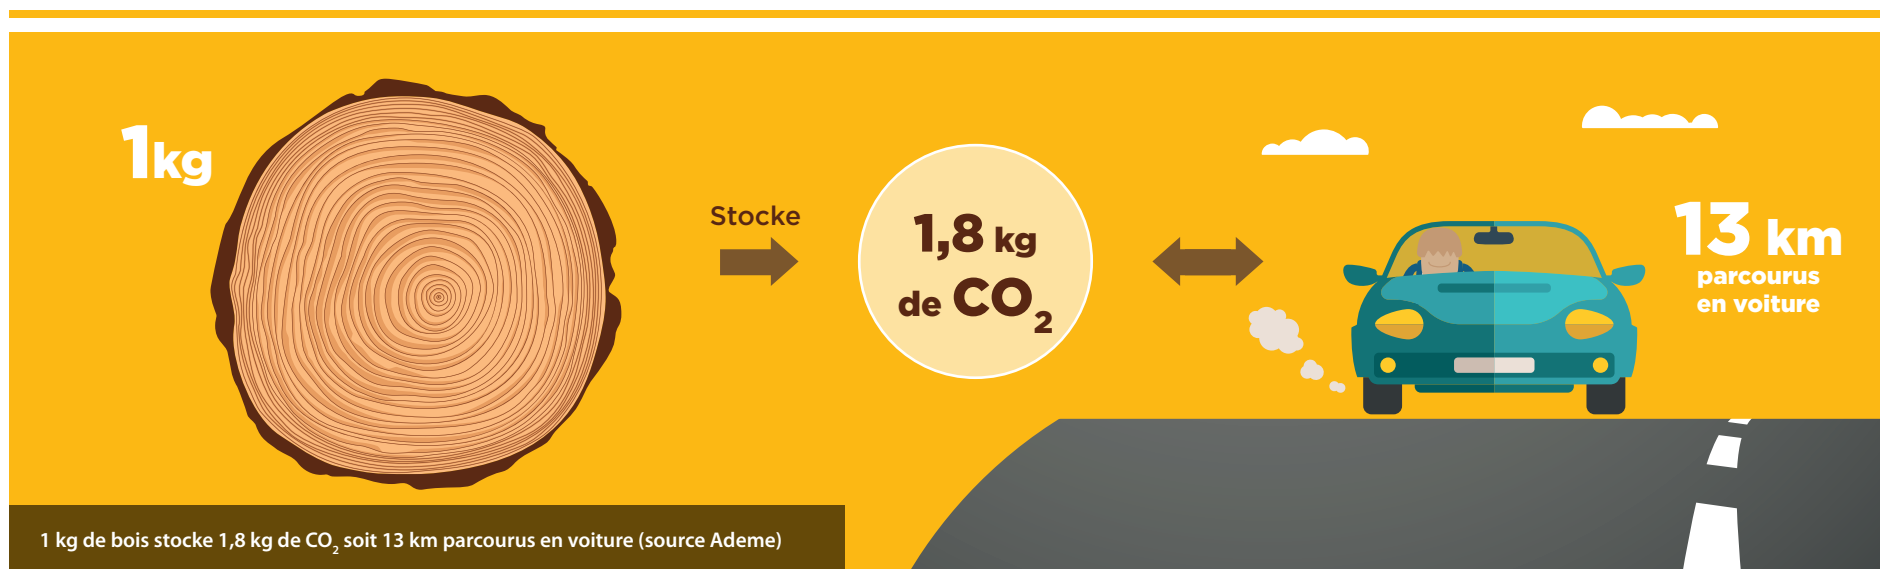 1kg
Stocke
1,8 kg
de CO₂
13 km
parcourus
en voiture
1 kg de bois stocke 1,8 kg de CO₂ soit 13 km parcourus en voiture (source Ademe)